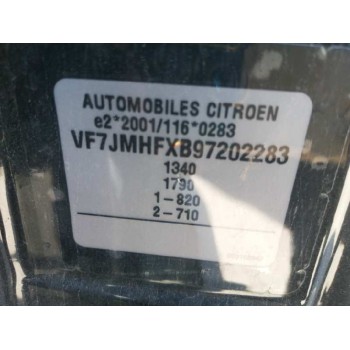 AUTOMOBILES CITROEN
e2*2001/116*0283
VF7JMHFXB97202283
1340
1790
1-820
2-710